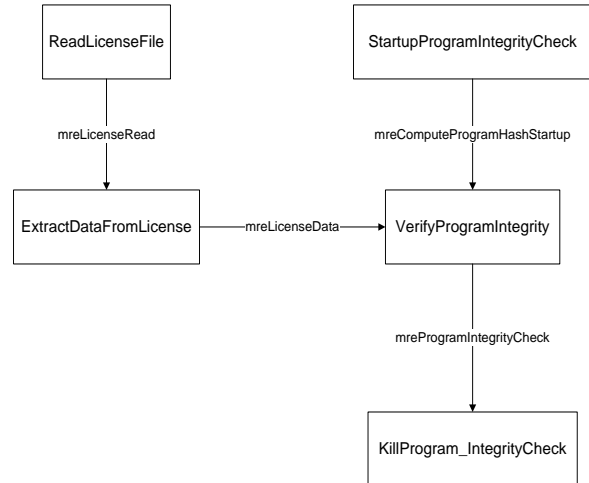 ReadLicenseFile
StartupProgramIntegrityCheck
mreLicenseRead
mreComputeProgramHashStartup
ExtractDataFromLicense
mreLicenseData
VerifyProgramIntegrity
mreProgramIntegrityCheck
KillProgram_IntegrityCheck